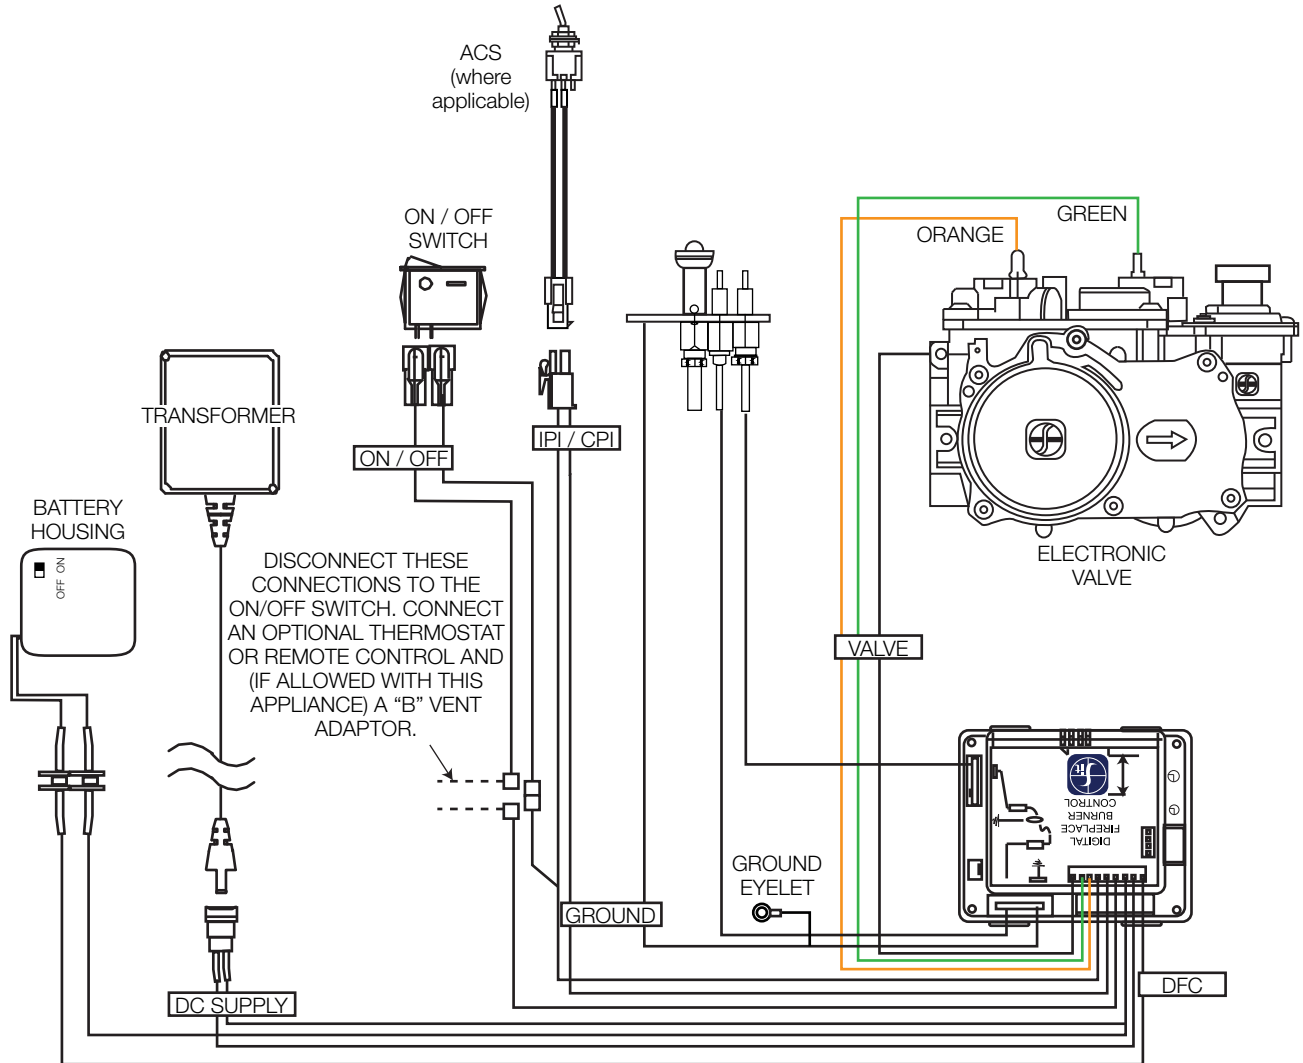 ACS
(where
applicable)
ON / OFF
SWITCH
GREEN
ORANGE
TRANSFORMER
ON / OFF
IPI / CPI
BATTERY
HOUSING
OFF ON
DISCONNECT THESE
CONNECTIONS TO THE
ON/OFF SWITCH. CONNECT
AN OPTIONAL THERMOSTAT
OR REMOTE CONTROL AND
(IF ALLOWED WITH THIS
APPLIANCE) A “B” VENT
ADAPTOR.
ELECTRONIC
VALVE
VALVE
sit
DIGITAL
FIREPLACE
BURNER
CONTROL
GROUND
EYELET
GROUND
DC SUPPLY
DFC